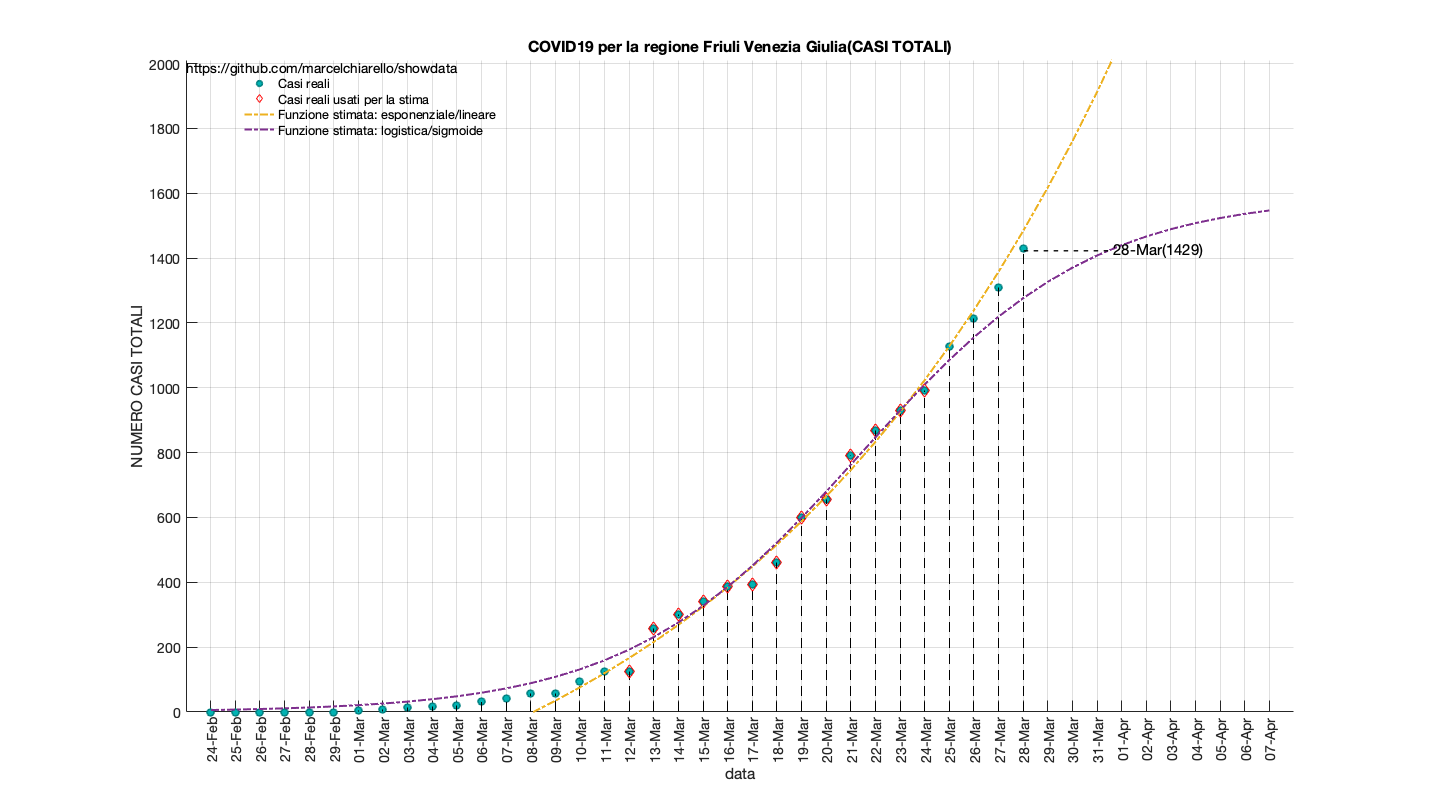 COVID19 per la regione Friuli Venezia Giulia(CASI TOTALI)
https://github.com/marcelchiarello/showdata
Casi reali
Casi reali usati per la stima
Funzione stimata: esponenziale/lineare
Funzione stimata: logistica/sigmoide
NUMERO CASI TOTALI
2000
1800
1600
1400
1200
1000
800
600
400
200
0
28-Mar(1429)
24-Feb
25-Feb
26-Feb
27-Feb
28-Feb
29-Feb
01-Mar
02-Mar
03-Mar
04-Mar
05-Mar
06-Mar
07-Mar
08-Mar
09-Mar
10-Mar
11-Mar
12-Mar
13-Mar
14-Mar
15-Mar
16-Mar
17-Mar
18-Mar
19-Mar
20-Mar
21-Mar
22-Mar
23-Mar
24-Mar
25-Mar
26-Mar
27-Mar
28-Mar
29-Mar
30-Mar
31-Mar
01-Apr
02-Apr
03-Apr
04-Apr
05-Apr
06-Apr
07-Apr
data